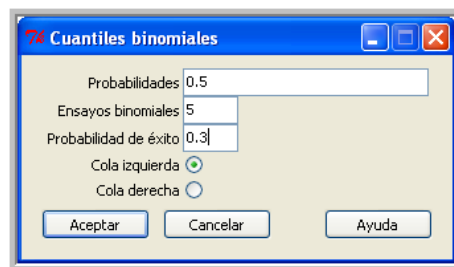 Cuantiles binomiales
Probabilidades 0.5
Ensayos binomiales 5
Probabilidad de éxito 0.3
Cola izquierda
Cola derecha
Aceptar Cancelar Ayuda